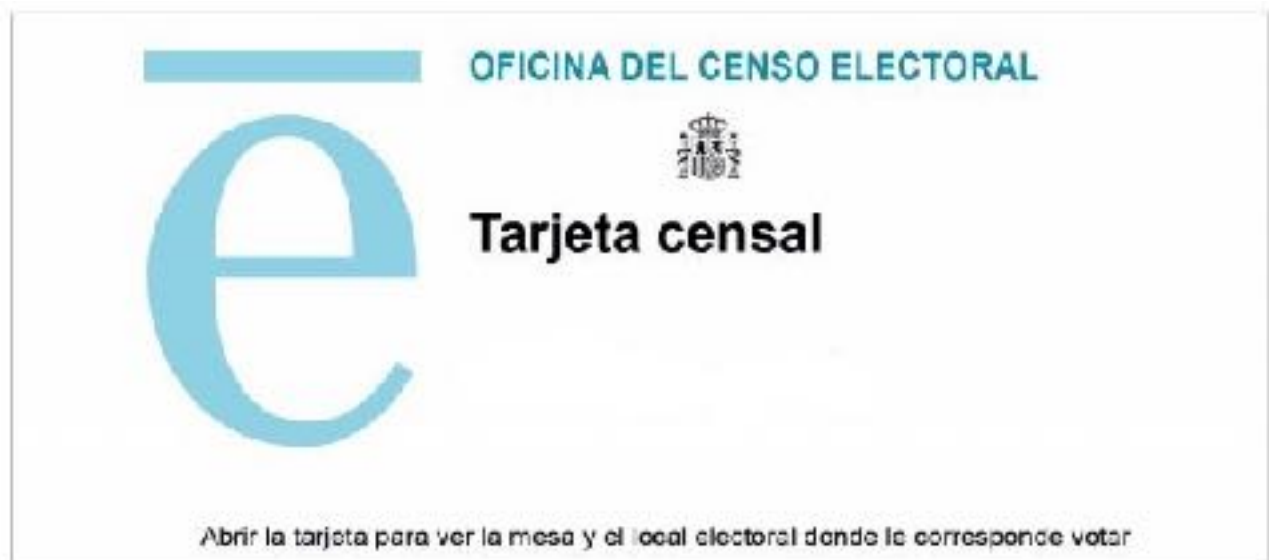 OFICINA DEL CENSO ELECTORAL
Tarjeta censal
e
Abrir la tarjeta para ver la mesa y el local electoral donde le corresponde votar